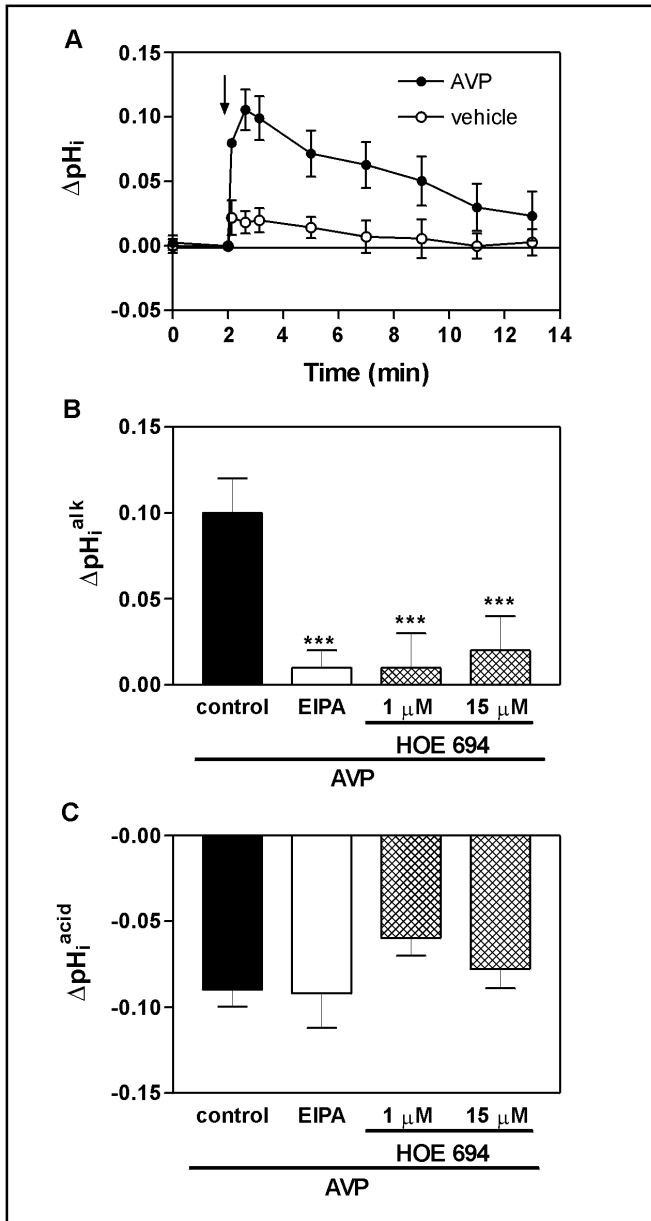 A
0.15
0.10
0.05
0.00
-0.05
ΔpHi
AVP
vehicle
0 2 4 6 8 10 12 14
Time (min)
B
0.15
0.10
0.05
0.00
ΔpHi alk
*** *** ***
control EIPA 1 μM 15 μM
HOE 694
AVP
C
-0.00
-0.05
-0.10
-0.15
ΔpHi acid
control EIPA 1 μM 15 μM
HOE 694
AVP